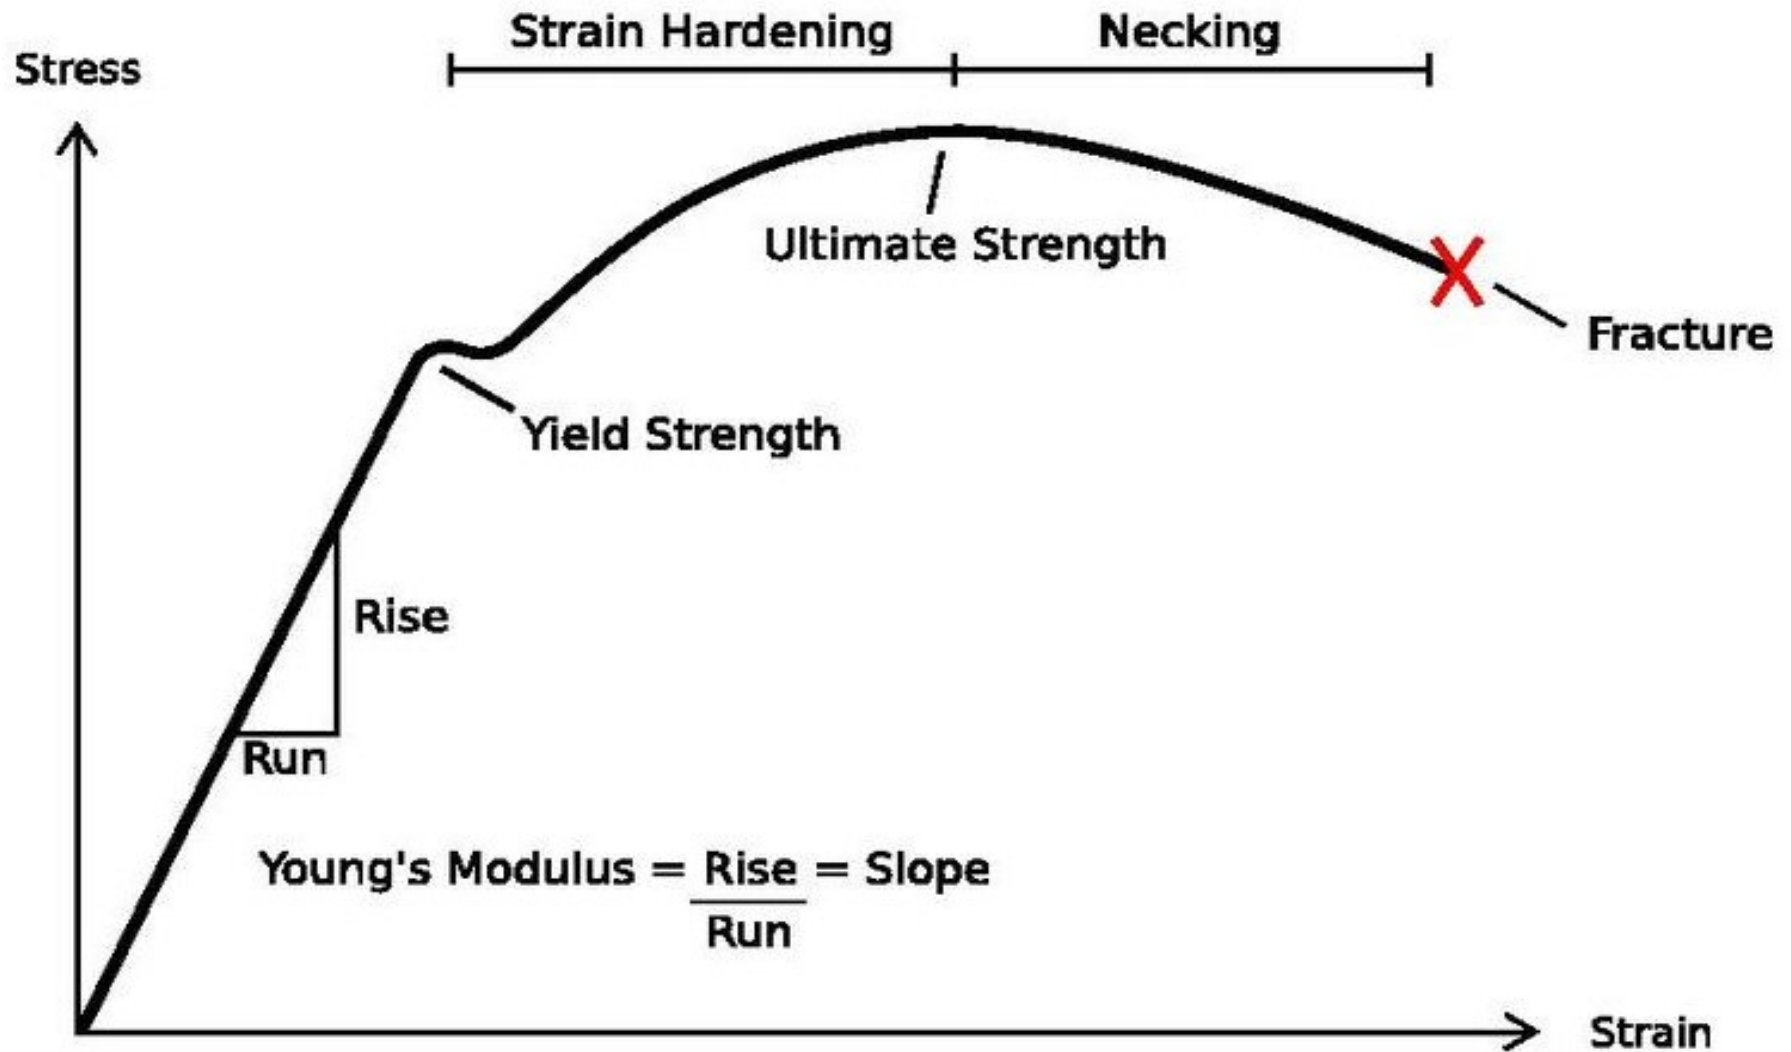 Strain Hardening
Necking
Stress
Ultimate Strength
Fracture
Yield Strength
Rise
Run
Young's Modulus = Rise = Slope
Run
Strain